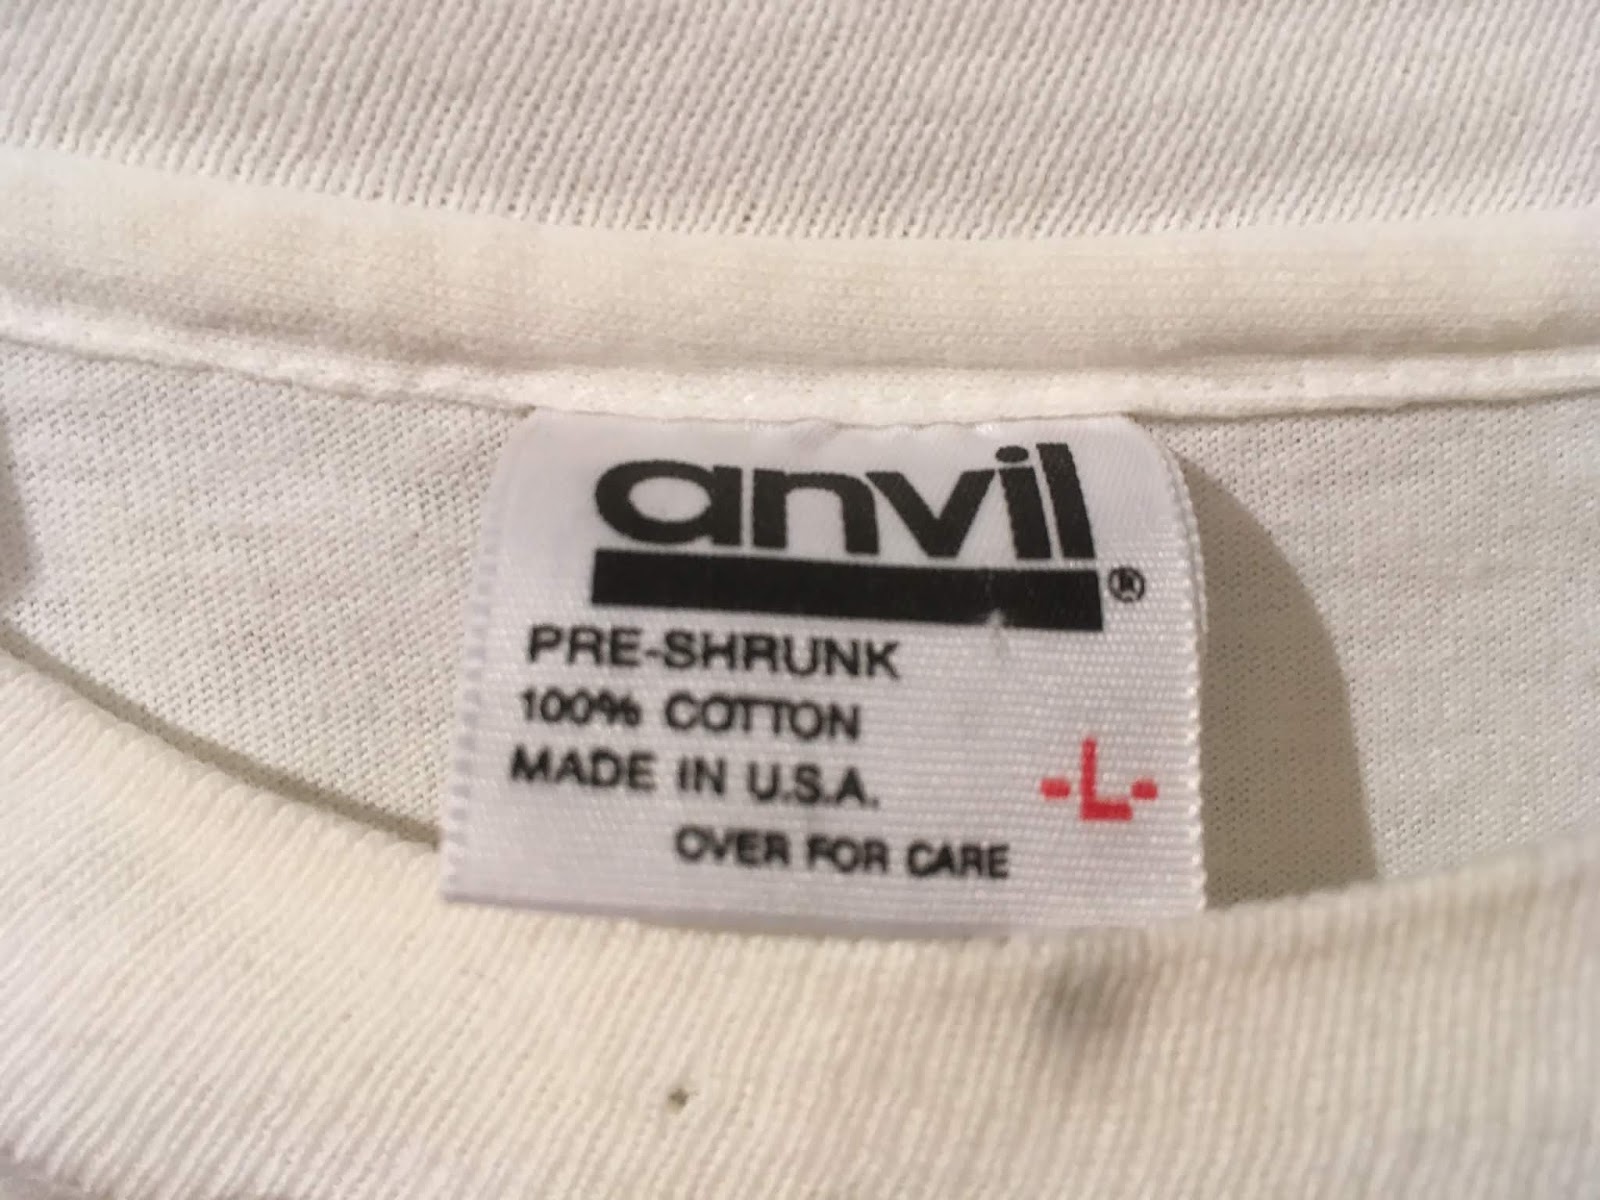 anvil®
PRE-SHRUNK
100% COTTON
MADE IN U.S.A.
-L-
OVER FOR CARE